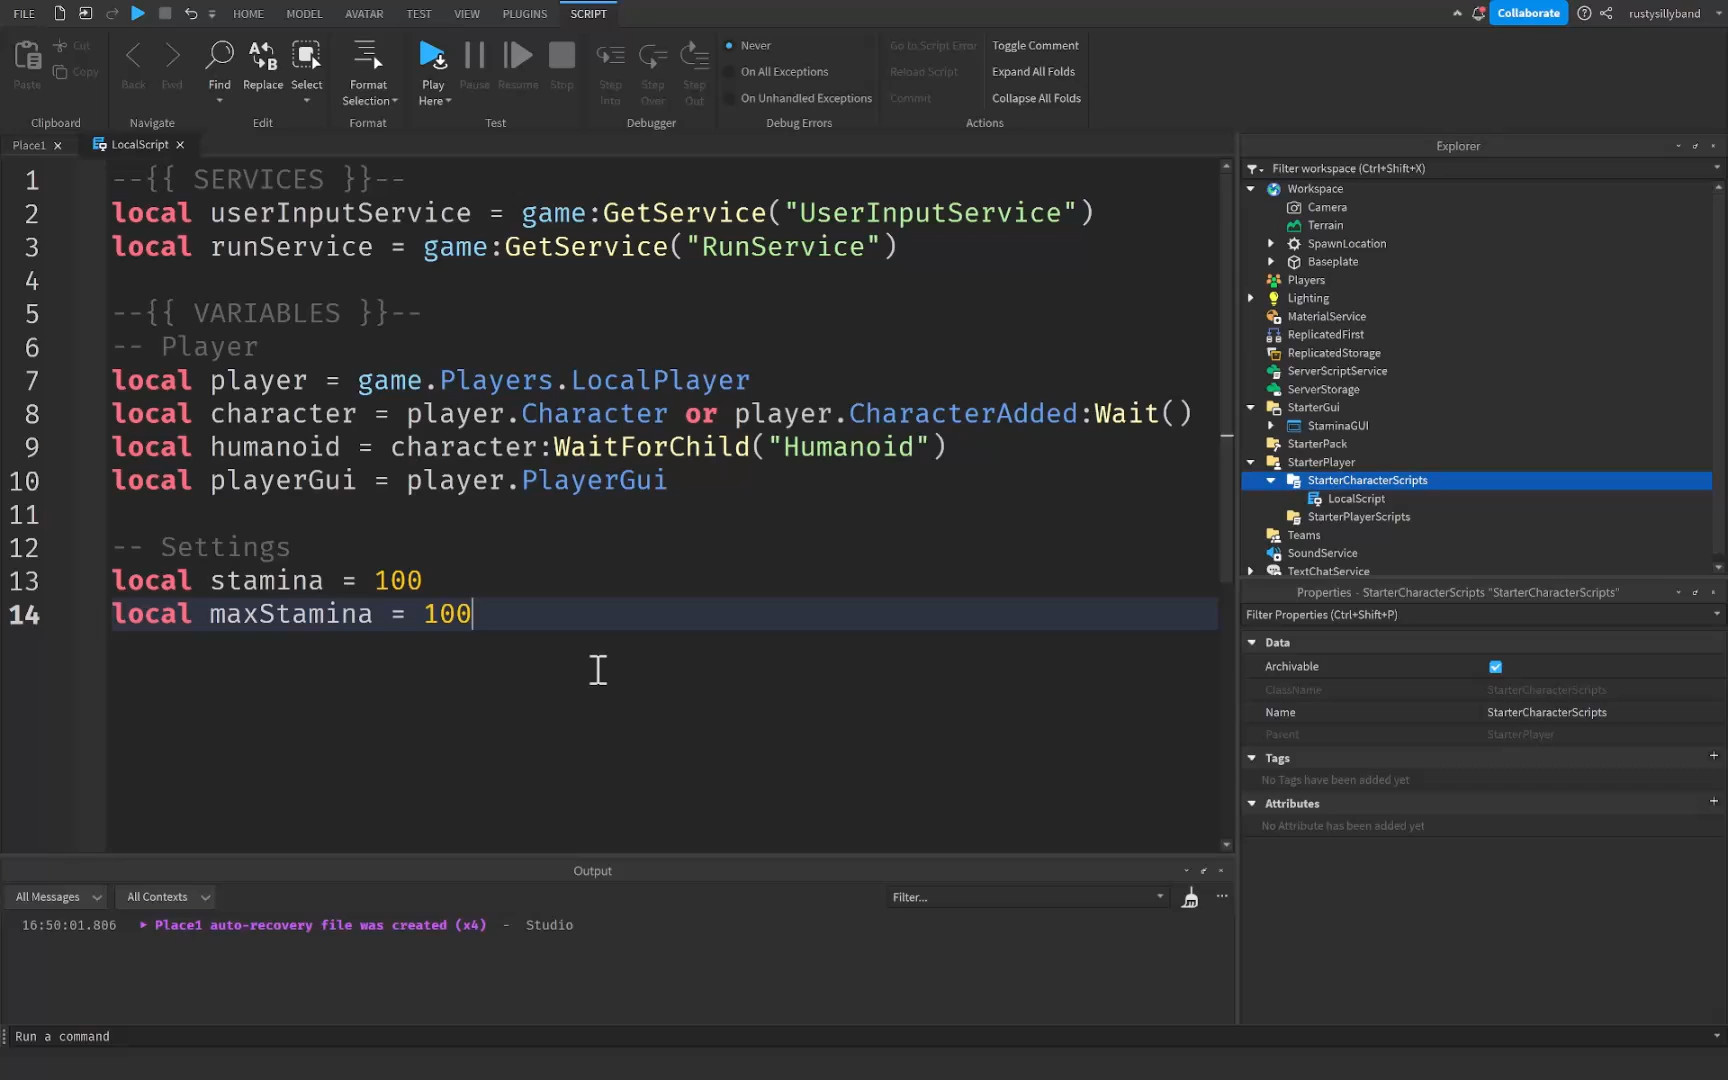 FILE HOME MODEL AVATAR TEST VIEW PLUGINS SCRIPT Collaborate rustysillyband
Paste Cut Copy Back Fwd Find Replace Select Format Selection Play Here Pause Resume Stop Step Into Step Over Step Out
Never
On All Exceptions
On Unhandled Exceptions
Go to Script Error
Reload Script
Commit
Toggle Comment
Expand All Folds
Collapse All Folds
Clipboard Navigate Edit Format Test Debugger Debug Errors Actions
Place1 LocalScript
1 --{{ SERVICES }}--
2 local userInputService = game:GetService("UserInputService")
3 local runService = game:GetService("RunService")
4
5 --{{ VARIABLES }}--
6 -- Player
7 local player = game.Players.LocalPlayer
8 local character = player.Character or player.CharacterAdded:Wait()
9 local humanoid = character:WaitForChild("Humanoid")
10 local playerGui = player.PlayerGui
11
12 -- Settings
13 local stamina = 100
14 local maxStamina = 100
Output
All Messages All Contexts Filter...
16:50:01.806 Place1 auto-recovery file was created (x4) - Studio
Run a command
Explorer
Filter workspace (Ctrl+Shift+X)
Workspace
Camera
Terrain
SpawnLocation
Baseplate
Players
Lighting
MaterialService
ReplicatedFirst
ReplicatedStorage
ServerScriptService
ServerStorage
StarterGui
StaminaGUI
StarterPack
StarterPlayer
StarterCharacterScripts
LocalScript
StarterPlayerScripts
Teams
SoundService
TextChatService
Properties - StarterCharacterScripts "StarterCharacterScripts"
Filter Properties (Ctrl+Shift+P)
Data
Archivable
ClassName StarterCharacterScripts
Name StarterCharacterScripts
Parent StarterPlayer
Tags
No Tags have been added yet
Attributes
No Attribute has been added yet